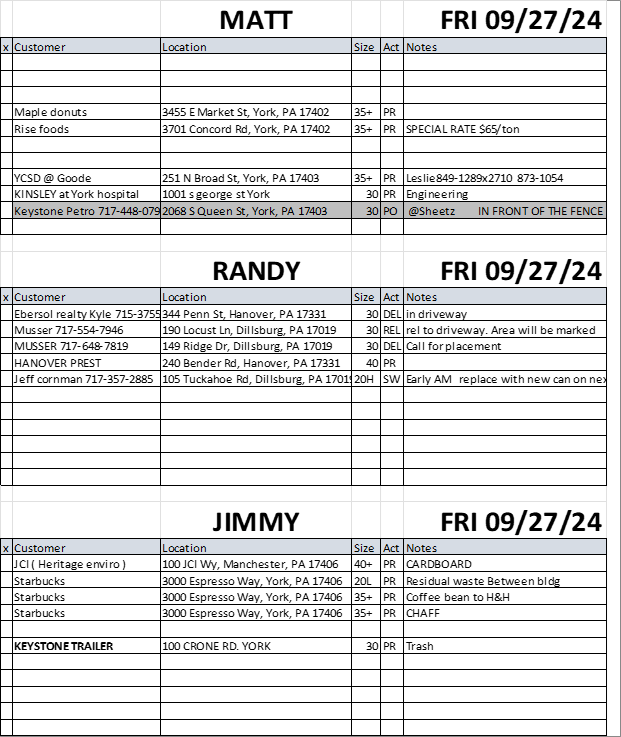 MATT FRI 09/27/24
x Customer Location Size Act Notes
Maple donuts 3455 E Market St, York, PA 17402 35+ PR
Rise foods 3701 Concord Rd, York, PA 17402 35+ PR SPECIAL RATE $65/ton
YCSD @ Goode 251 N Broad St, York, PA 17403 35+ PR Leslie849-1289x2710 873-1054
KINSLEY at York hospital 1001 s george st York 30 PR Engineering
Keystone Petro 717-448-079 2068 S Queen St, York, PA 17403 30 PO @Sheetz IN FRONT OF THE FENCE
RANDY FRI 09/27/24
x Customer Location Size Act Notes
Ebersol realty Kyle 715-3755 344 Penn St, Hanover, PA 17331 30 DEL in driveway
Musser 717-554-7946 190 Locust Ln, Dillsburg, PA 17019 30 REL rel to driveway. Area will be marked
MUSSER 717-648-7819 149 Ridge Dr, Dillsburg, PA 17019 30 DEL Call for placement
HANOVER PREST 240 Bender Rd, Hanover, PA 17331 40 PR
Jeff cornman 717-357-2885 105 Tuckahoe Rd, Dillsburg, PA 1701 20H SW Early AM replace with new can on nex
JIMMY FRI 09/27/24
x Customer Location Size Act Notes
JCI ( Heritage enviro ) 100 JCI Wy, Manchester, PA 17406 40+ PR CARDBOARD
Starbucks 3000 Espresso Way, York, PA 17406 20L PR Residual waste Between bldg
Starbucks 3000 Espresso Way, York, PA 17406 35+ PR Coffee bean to H&H
Starbucks 3000 Espresso Way, York, PA 17406 35+ PR CHAFF
KEYSTONE TRAILER 100 CRONE RD. YORK 30 PR Trash